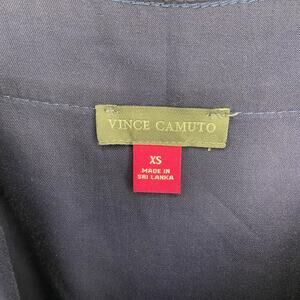 VINCE CAMUTO
XS
MADE IN
SRI LANKA